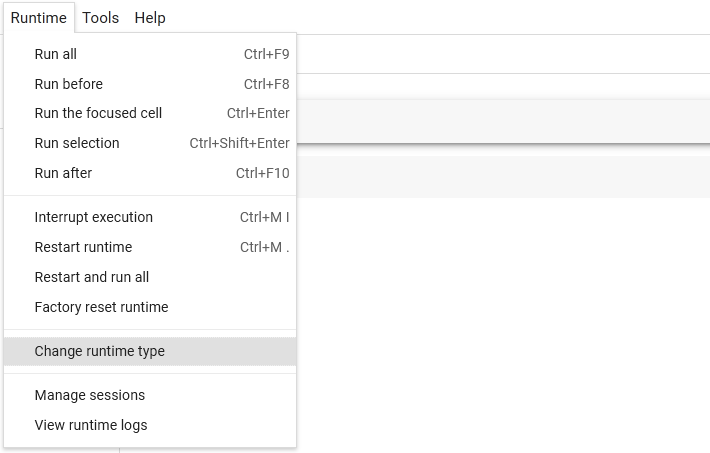 Runtime Tools Help
Run all Ctrl+F9
Run before Ctrl+F8
Run the focused cell Ctrl+Enter
Run selection Ctrl+Shift+Enter
Run after Ctrl+F10
Interrupt execution Ctrl+M I
Restart runtime Ctrl+M .
Restart and run all
Factory reset runtime
Change runtime type
Manage sessions
View runtime logs